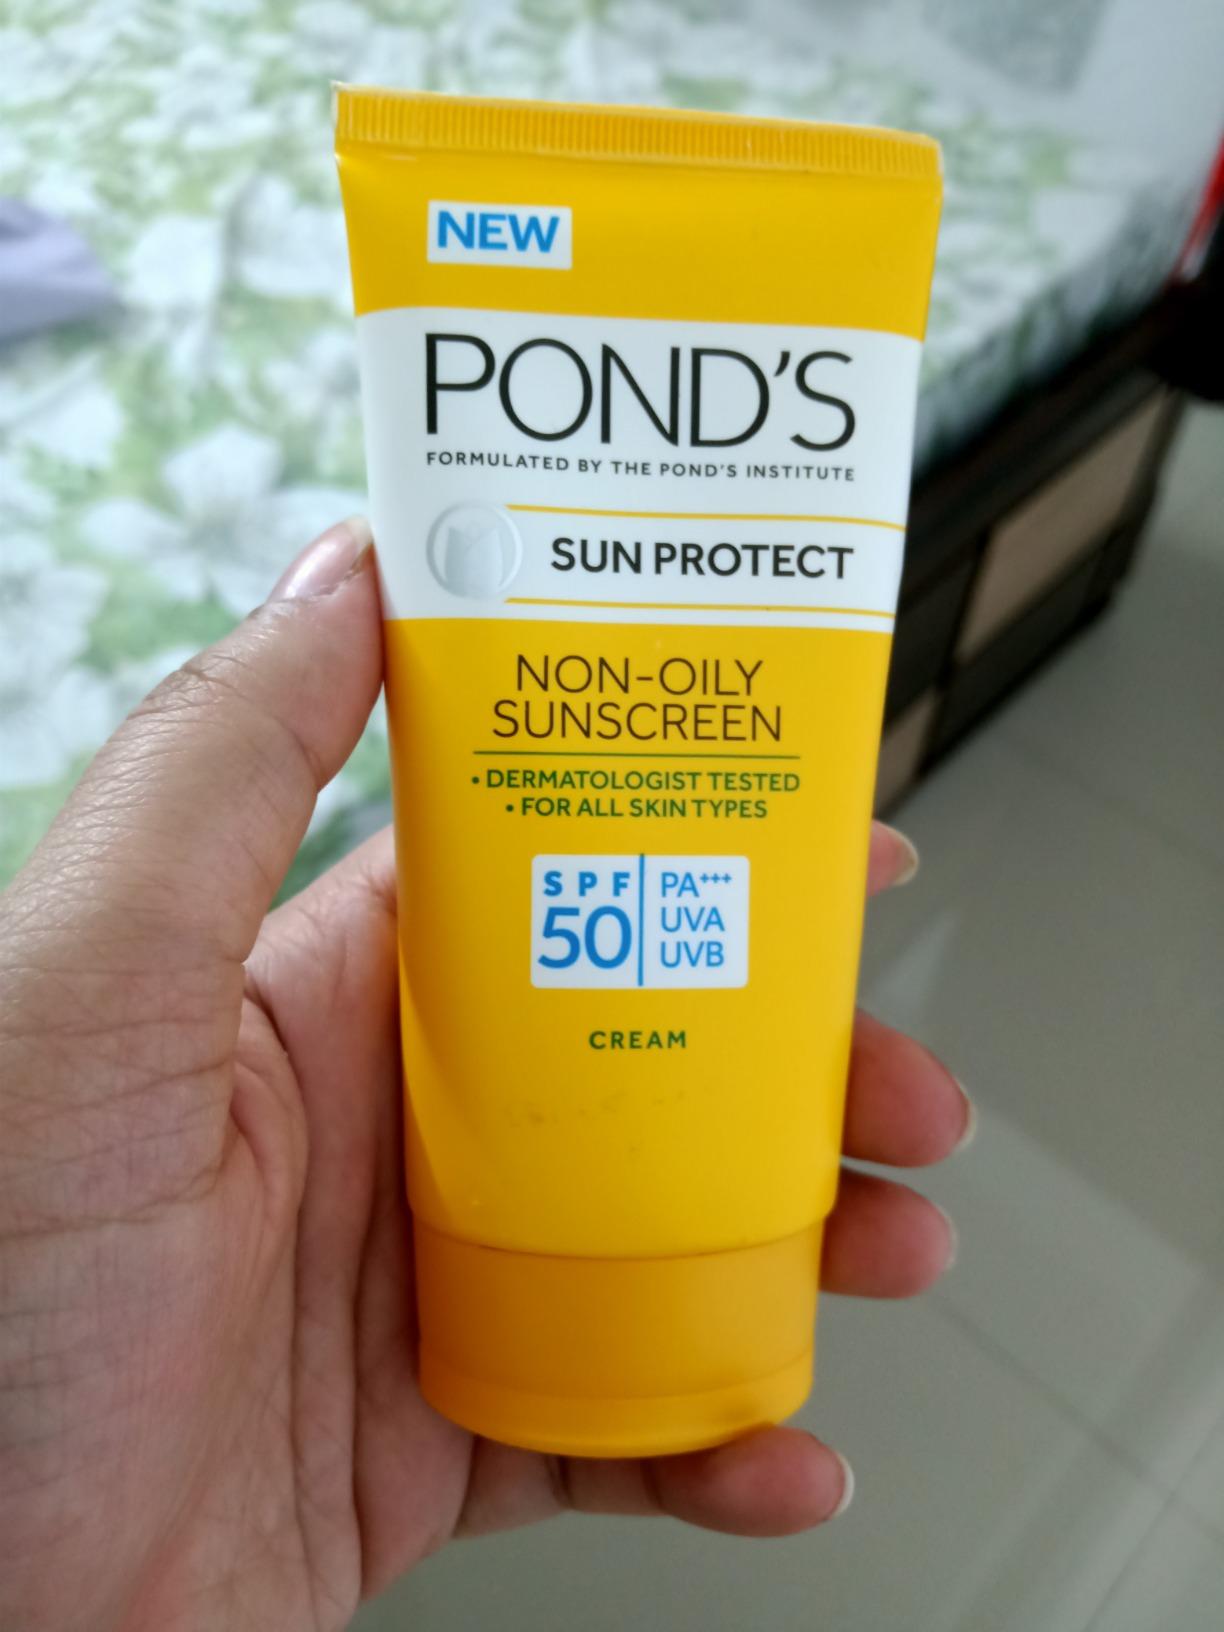 NEW
POND'S
FORMULATED BY THE POND'S INSTITUTE
SUN PROTECT
NON-OILY
SUNSCREEN
• DERMATOLOGIST TESTED
• FOR ALL SKIN TYPES
SPF
50
PA+++
UVA
UVB
CREAM